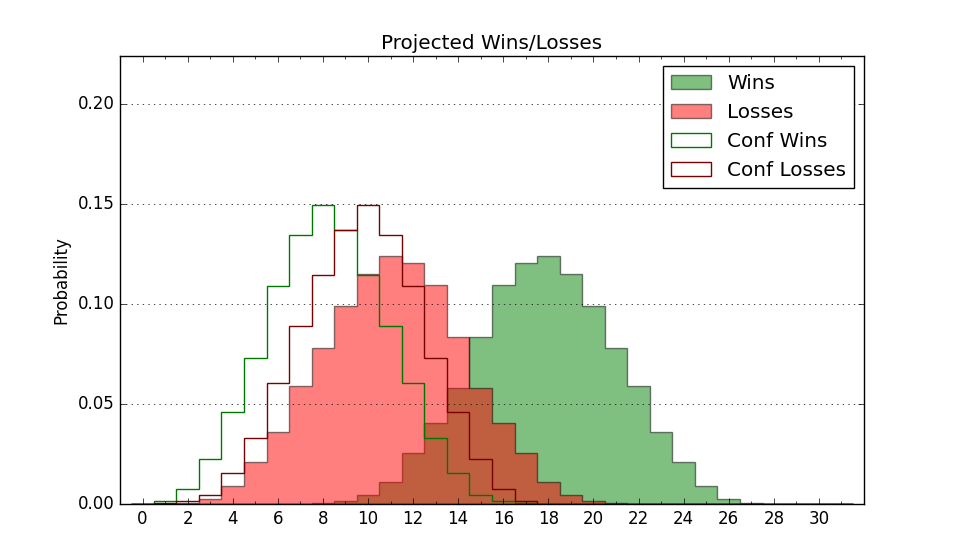 Projected Wins/Losses
Wins
Losses
Conf Wins
Conf Losses
Probability
0.20
0.15
0.10
0.05
0.00
0 2 4 6 8 10 12 14 16 18 20 22 24 26 28 30